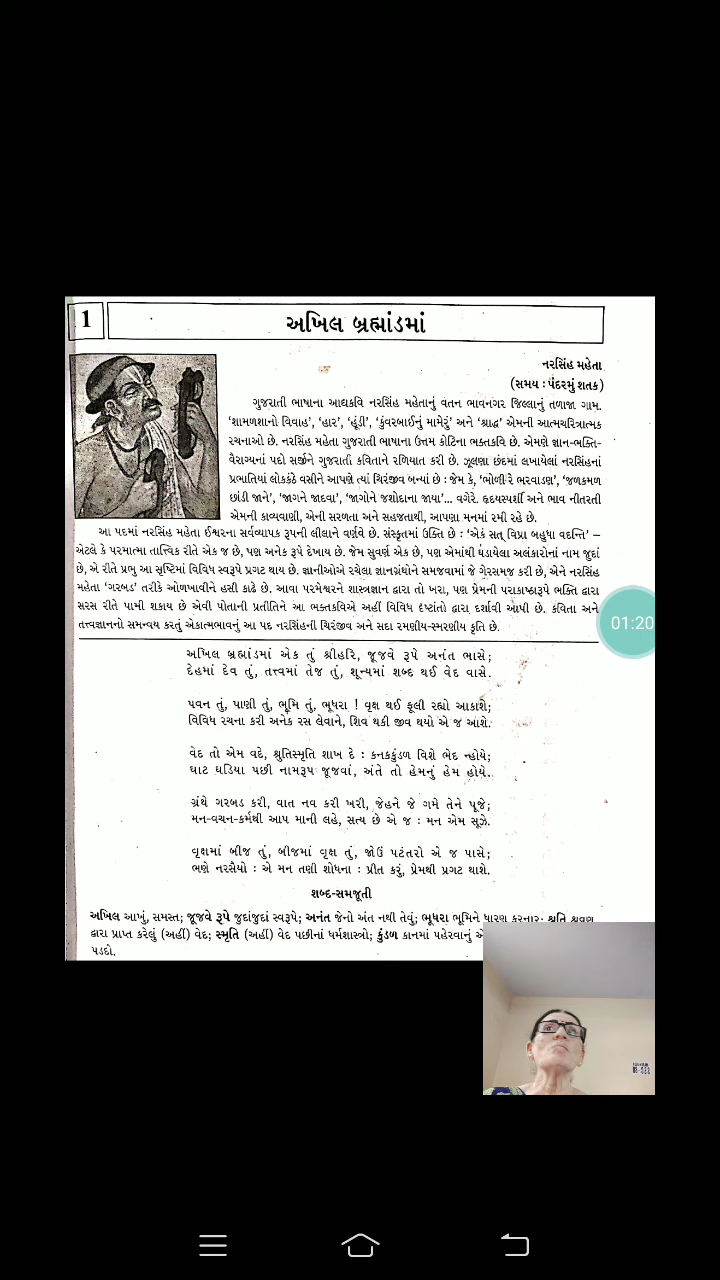 1
અખિલ બ્રહ્માંડમાં
નરસિંહ મહેતા
(સમય : પંદરમું શતક)
ગુજરાતી ભાષાના આદ્યકવિ નરસિંહ મહેતાનું વતન ભાવનગર જિલ્લાનું તળાજા ગામ.
‘શામળશાનો વિવાહ’, ‘હાર’, ‘હૂંડી’, ‘કુંવરબાઈનું મામેરું’ અને ‘શ્રાદ્ધ’ એમની આત્મચરિત્રાત્મક
રચનાઓ છે. નરસિંહ મહેતા ગુજરાતી ભાષાના ઉત્તમ કોટિના ભક્તકવિ છે. એમણે જ્ઞાન-ભક્તિ-
વૈરાગ્યનાં પદો સર્જીને ગુજરાતી કવિતાને રળિયાત કરી છે. ઝૂલણા છંદમાં લખાયેલાં નરસિંહનાં
પ્રભાતિયાં લોકકંઠે વસીને આપણે ત્યાં ચિરંજીવ બન્યાં છે : જેમ કે, ‘ભોળી રે ભરવાડણ’, ‘જળકમળ
છાંડી જાને’, ‘જાગને જાદવા’, ‘જાગોને જશોદાના જાયા’... વગેરે. હૃદયસ્પર્શી અને ભાવ નીતરતી
એમની કાવ્યવાણી, એની સરળતા અને સહજતાથી, આપણા મનમાં રમી રહે છે.
આ પદમાં નરસિંહ મહેતા ઈશ્વરના સર્વવ્યાપક રૂપની લીલાને વર્ણવે છે. સંસ્કૃતમાં ઉક્તિ છે : ‘એકં સત્ વિપ્રા બહુધા વદન્તિ’ –
એટલે કે પરમાત્મા તાત્ત્વિક રીતે એક જ છે, પણ અનેક રૂપે દેખાય છે. જેમ સુવર્ણ એક છે, પણ એમાંથી ઘડાયેલા અલંકારોનાં નામ જુદાં
છે, એ રીતે પ્રભુ આ સૃષ્ટિમાં વિવિધ સ્વરૂપે પ્રગટ થાય છે. જ્ઞાનીઓએ રચેલા જ્ઞાનગ્રંથોને સમજવામાં જે ગેરસમજ કરી છે, એને નરસિંહ
મહેતા ‘ગરબડ’ તરીકે ઓળખાવીને હસી કાઢે છે. આવા પરમેશ્વરને શાસ્ત્રજ્ઞાન દ્વારા તો ખરા, પણ પ્રેમની પરાકાષ્ઠારૂપે ભક્તિ દ્વારા
સરસ રીતે પામી શકાય છે એવી પોતાની પ્રતીતિને આ ભક્તકવિએ અહીં વિવિધ દૃષ્ટાંતો દ્વારા દર્શાવી આપી છે. કવિતા અને
તત્ત્વજ્ઞાનનો સમન્વય કરતું એકાત્મભાવનું આ પદ નરસિંહની ચિરંજીવ અને સદા રમણીય-સ્મરણીય કૃતિ છે.
01:20
અખિલ બ્રહ્માંડમાં એક તું શ્રીહરિ, જૂજવે રૂપે અનંત ભાસે;
દેહમાં દેવ તું, તત્ત્વમાં તેજ તું, શૂન્યમાં શબ્દ થઈ વેદ વાસે.
પવન તું, પાણી તું, ભૂમિ તું, ભૂધરા ! વૃક્ષ થઈ ફૂલી રહ્યો આકાશે;
વિવિધ રચના કરી અનેક રસ લેવાને, શિવ થકી જીવ થયો એ જ આશે.
વેદ તો એમ વદે, શ્રુતિસ્મૃતિ શાખ દે : કનકકુંડળ વિશે ભેદ ન્હોયે;
ઘાટ ઘડિયા પછી નામરૂપ જૂજવાં, અંતે તો હેમનું હેમ હોયે.
ગ્રંથે ગરબડ કરી, વાત નવ કરી ખરી, જેહને જે ગમે તેને પૂજે;
મન-વચન-કર્મથી આપ માની લહે, સત્ય છે એ જ : મન એમ સૂઝે.
વૃક્ષમાં બીજ તું, બીજમાં વૃક્ષ તું, જોઉં પટંતરો એ જ પાસે;
ભણે નરસૈંયો : એ મન તણી શોધના : પ્રીત કરું, પ્રેમથી પ્રગટ થાશે.
શબ્દ-સમજૂતી
અખિલ આખું, સમસ્ત; જૂજવે રૂપે જુદાંજુદાં સ્વરૂપે; અનંત જેનો અંત નથી તેવું; ભૂધરા ભૂમિને ધારણ કરનાર; શ્રુતિ શ્રવણ
દ્વારા પ્રાપ્ત કરેલું (અહીં) વેદ; સ્મૃતિ (અહીં) વેદ પછીનાં ધર્મશાસ્ત્રો; કુંડળ કાનમાં પહેરવાનું
પડદો.